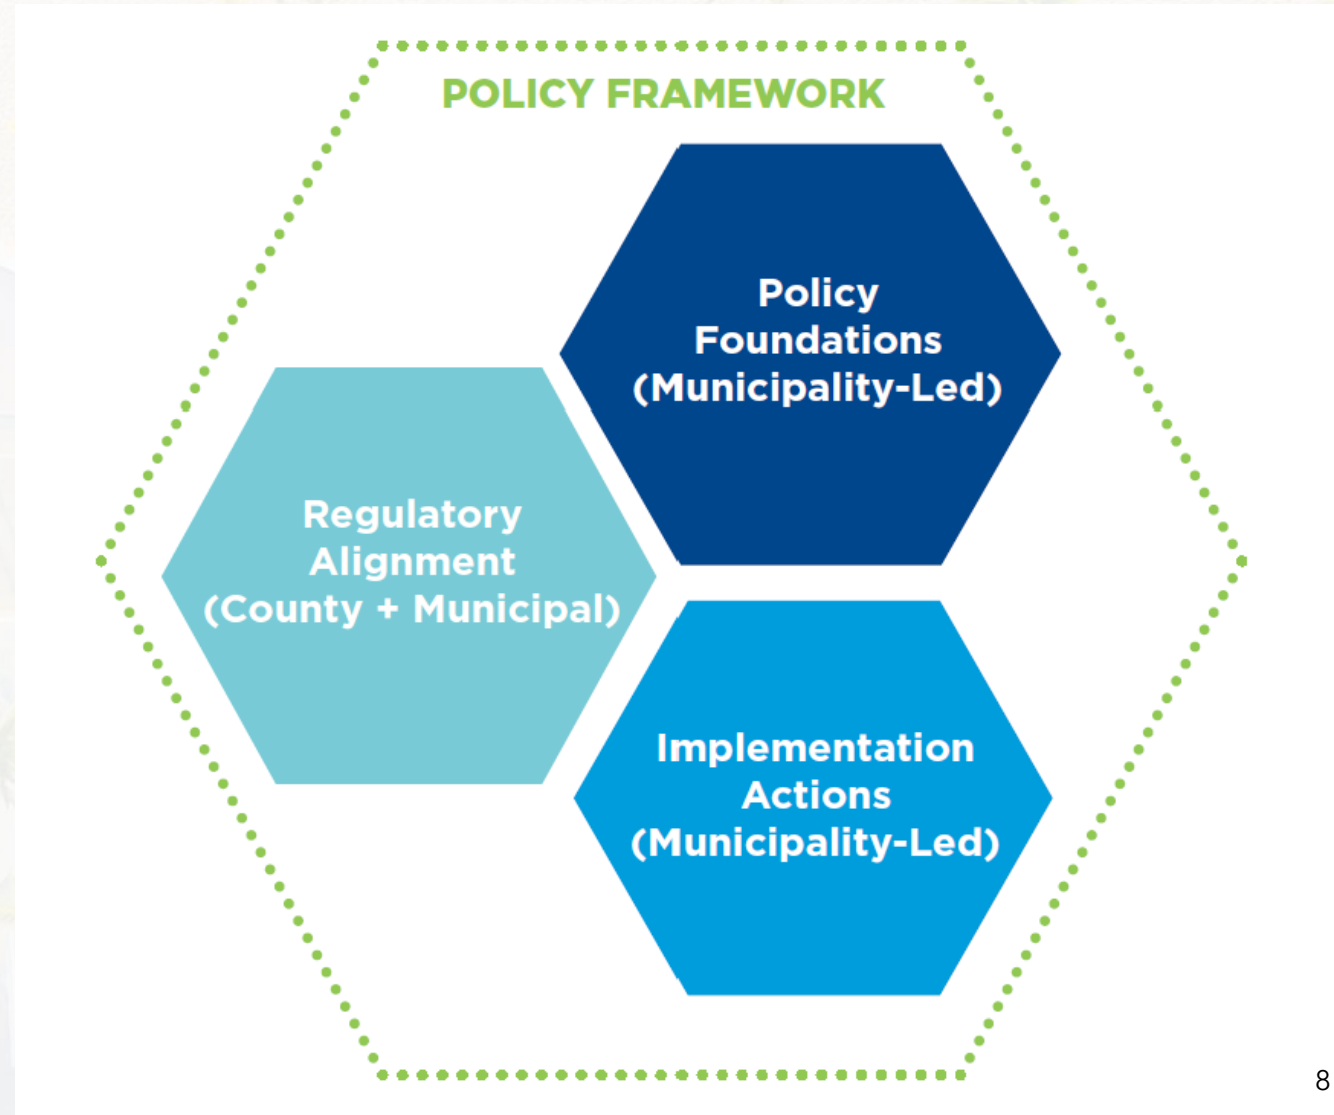 POLICY FRAMEWORK
Policy
Foundations
(Municipality-Led)
Regulatory
Alignment
(County + Municipal)
Implementation
Actions
(Municipality-Led)
8